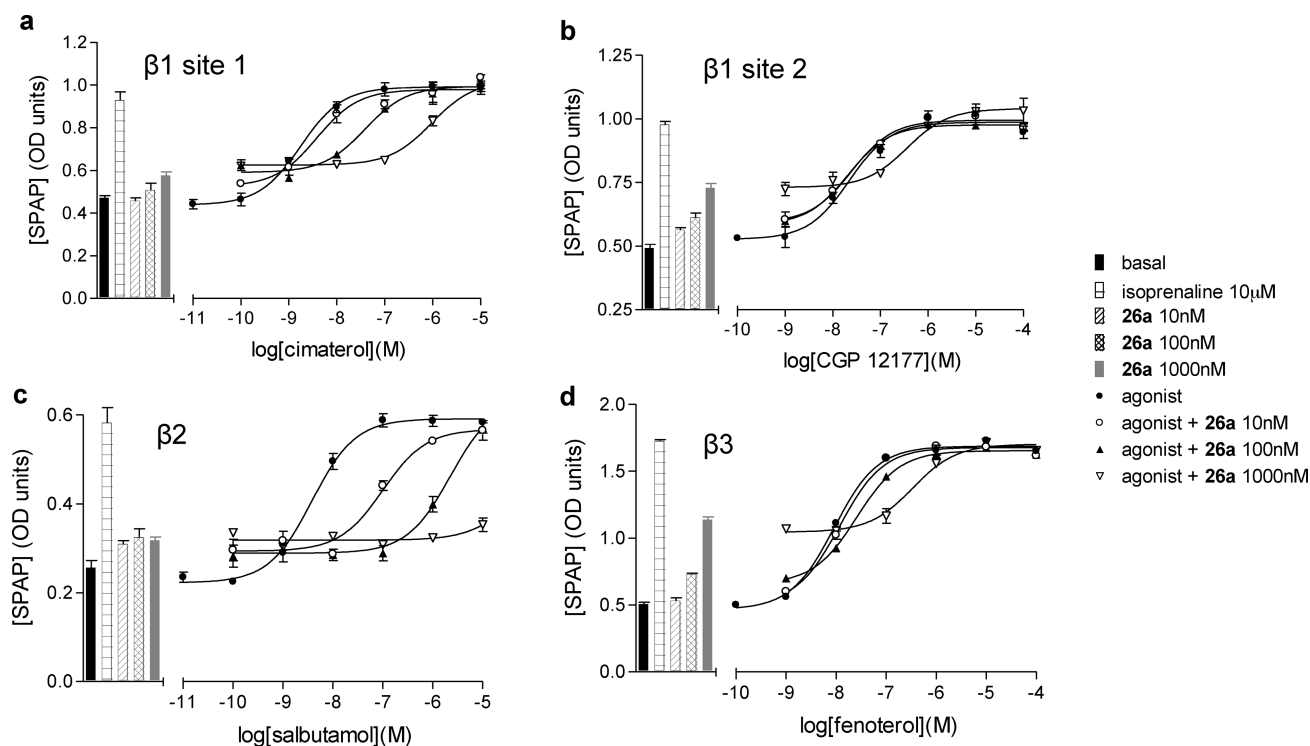 a
β1 site 1
[SPAP] (OD units)
1.2
1.0
0.8
0.6
0.4
0.2
0.0
-11 -10 -9 -8 -7 -6 -5
log[cimaterol](M)
b
β1 site 2
[SPAP] (OD units)
1.25
1.00
0.75
0.50
0.25
-10 -9 -8 -7 -6 -5 -4
log[CGP 12177](M)
c
β2
[SPAP] (OD units)
0.6
0.4
0.2
0.0
-11 -10 -9 -8 -7 -6 -5
log[salbutamol](M)
d
β3
[SPAP] (OD units)
2.0
1.5
1.0
0.5
0.0
-10 -9 -8 -7 -6 -5 -4
log[fenoterol](M)
basal
isoprenaline 10μM
26a 10nM
26a 100nM
26a 1000nM
agonist
agonist + 26a 10nM
agonist + 26a 100nM
agonist + 26a 1000nM